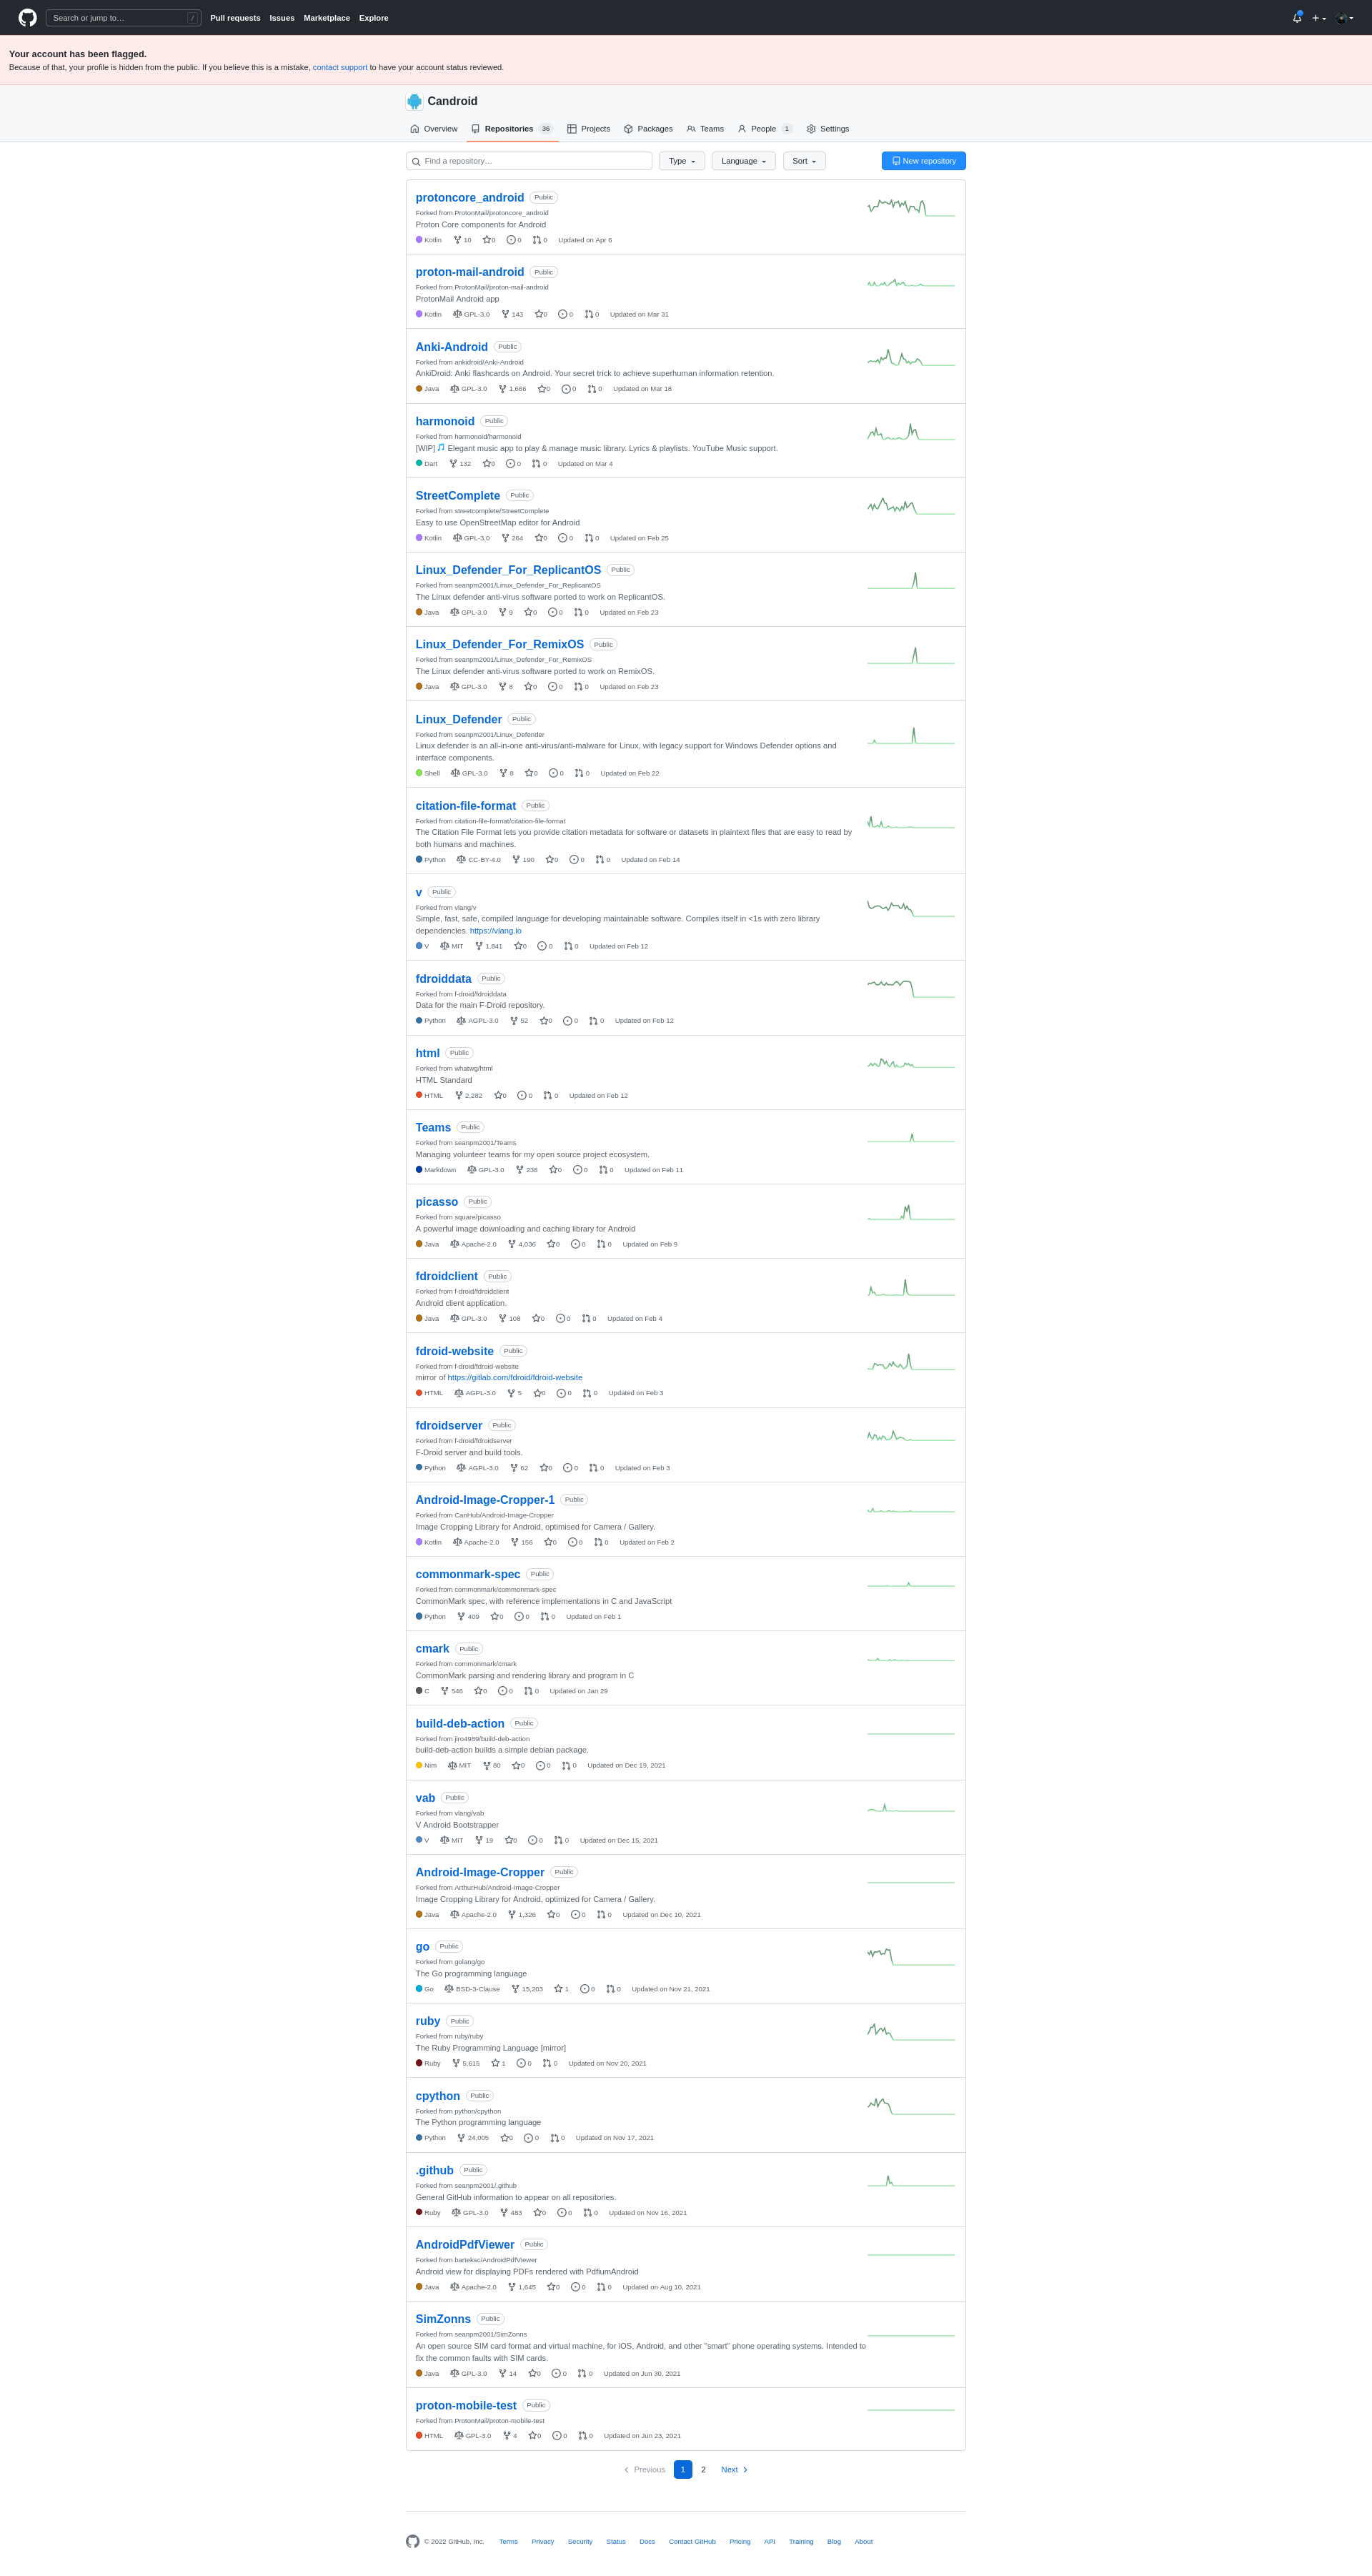 Search or jump to… /
Pull requests Issues Marketplace Explore
Your account has been flagged.
Because of that, your profile is hidden from the public. If you believe this is a mistake, contact support to have your account status reviewed.
Candroid
Overview Repositories 36 Projects Packages Teams People 1 Settings
Find a repository… Type Language Sort New repository
protoncore_android Public
Forked from ProtonMail/protoncore_android
Proton Core components for Android
Kotlin 10 0 0 0 Updated on Apr 6
proton-mail-android Public
Forked from ProtonMail/proton-mail-android
ProtonMail Android app
Kotlin GPL-3.0 143 0 0 0 Updated on Mar 31
Anki-Android Public
Forked from ankidroid/Anki-Android
AnkiDroid: Anki flashcards on Android. Your secret trick to achieve superhuman information retention.
Java GPL-3.0 1,666 0 0 0 Updated on Mar 18
harmonoid Public
Forked from harmonoid/harmonoid
[WIP] 🎵 Elegant music app to play & manage music library. Lyrics & playlists. YouTube Music support.
Dart 132 0 0 0 Updated on Mar 4
StreetComplete Public
Forked from streetcomplete/StreetComplete
Easy to use OpenStreetMap editor for Android
Kotlin GPL-3.0 264 0 0 0 Updated on Feb 25
Linux_Defender_For_ReplicantOS Public
Forked from seanpm2001/Linux_Defender_For_ReplicantOS
The Linux defender anti-virus software ported to work on ReplicantOS.
Java GPL-3.0 9 0 0 0 Updated on Feb 23
Linux_Defender_For_RemixOS Public
Forked from seanpm2001/Linux_Defender_For_RemixOS
The Linux defender anti-virus software ported to work on RemixOS.
Java GPL-3.0 8 0 0 0 Updated on Feb 23
Linux_Defender Public
Forked from seanpm2001/Linux_Defender
Linux defender is an all-in-one anti-virus/anti-malware for Linux, with legacy support for Windows Defender options and
interface components.
Shell GPL-3.0 8 0 0 0 Updated on Feb 22
citation-file-format Public
Forked from citation-file-format/citation-file-format
The Citation File Format lets you provide citation metadata for software or datasets in plaintext files that are easy to read by
both humans and machines.
Python CC-BY-4.0 190 0 0 0 Updated on Feb 14
v Public
Forked from vlang/v
Simple, fast, safe, compiled language for developing maintainable software. Compiles itself in <1s with zero library
dependencies. https://vlang.io
V MIT 1,841 0 0 0 Updated on Feb 12
fdroiddata Public
Forked from f-droid/fdroiddata
Data for the main F-Droid repository.
Python AGPL-3.0 52 0 0 0 Updated on Feb 12
html Public
Forked from whatwg/html
HTML Standard
HTML 2,282 0 0 0 Updated on Feb 12
Teams Public
Forked from seanpm2001/Teams
Managing volunteer teams for my open source project ecosystem.
Markdown GPL-3.0 238 0 0 0 Updated on Feb 11
picasso Public
Forked from square/picasso
A powerful image downloading and caching library for Android
Java Apache-2.0 4,036 0 0 0 Updated on Feb 9
fdroidclient Public
Forked from f-droid/fdroidclient
Android client application.
Java GPL-3.0 108 0 0 0 Updated on Feb 4
fdroid-website Public
Forked from f-droid/fdroid-website
mirror of https://gitlab.com/fdroid/fdroid-website
HTML AGPL-3.0 5 0 0 0 Updated on Feb 3
fdroidserver Public
Forked from f-droid/fdroidserver
F-Droid server and build tools.
Python AGPL-3.0 62 0 0 0 Updated on Feb 3
Android-Image-Cropper-1 Public
Forked from CanHub/Android-Image-Cropper
Image Cropping Library for Android, optimised for Camera / Gallery.
Kotlin Apache-2.0 156 0 0 0 Updated on Feb 2
commonmark-spec Public
Forked from commonmark/commonmark-spec
CommonMark spec, with reference implementations in C and JavaScript
Python 409 0 0 0 Updated on Feb 1
cmark Public
Forked from commonmark/cmark
CommonMark parsing and rendering library and program in C
C 546 0 0 0 Updated on Jan 29
build-deb-action Public
Forked from jiro4989/build-deb-action
build-deb-action builds a simple debian package.
Nim MIT 80 0 0 0 Updated on Dec 19, 2021
vab Public
Forked from vlang/vab
V Android Bootstrapper
V MIT 19 0 0 0 Updated on Dec 15, 2021
Android-Image-Cropper Public
Forked from ArthurHub/Android-Image-Cropper
Image Cropping Library for Android, optimized for Camera / Gallery.
Java Apache-2.0 1,326 0 0 0 Updated on Dec 10, 2021
go Public
Forked from golang/go
The Go programming language
Go BSD-3-Clause 15,203 1 0 0 Updated on Nov 21, 2021
ruby Public
Forked from ruby/ruby
The Ruby Programming Language [mirror]
Ruby 5,615 1 0 0 Updated on Nov 20, 2021
cpython Public
Forked from python/cpython
The Python programming language
Python 24,005 0 0 0 Updated on Nov 17, 2021
.github Public
Forked from seanpm2001/.github
General GitHub information to appear on all repositories.
Ruby GPL-3.0 483 0 0 0 Updated on Nov 16, 2021
AndroidPdfViewer Public
Forked from barteksc/AndroidPdfViewer
Android view for displaying PDFs rendered with PdfiumAndroid
Java Apache-2.0 1,645 0 0 0 Updated on Aug 10, 2021
SimZonns Public
Forked from seanpm2001/SimZonns
An open source SIM card format and virtual machine, for iOS, Android, and other "smart" phone operating systems. Intended to
fix the common faults with SIM cards.
Java GPL-3.0 14 0 0 0 Updated on Jun 30, 2021
proton-mobile-test Public
Forked from ProtonMail/proton-mobile-test
HTML GPL-3.0 4 0 0 0 Updated on Jun 23, 2021
Previous 1 2 Next
© 2022 GitHub, Inc. Terms Privacy Security Status Docs Contact GitHub Pricing API Training Blog About